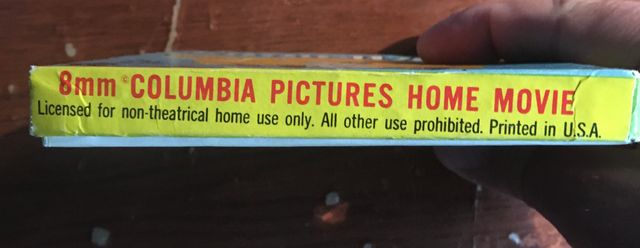 8mm ©COLUMBIA PICTURES HOME MOVIE
Licensed for non-theatrical home use only. All other use prohibited. Printed in U.S.A.